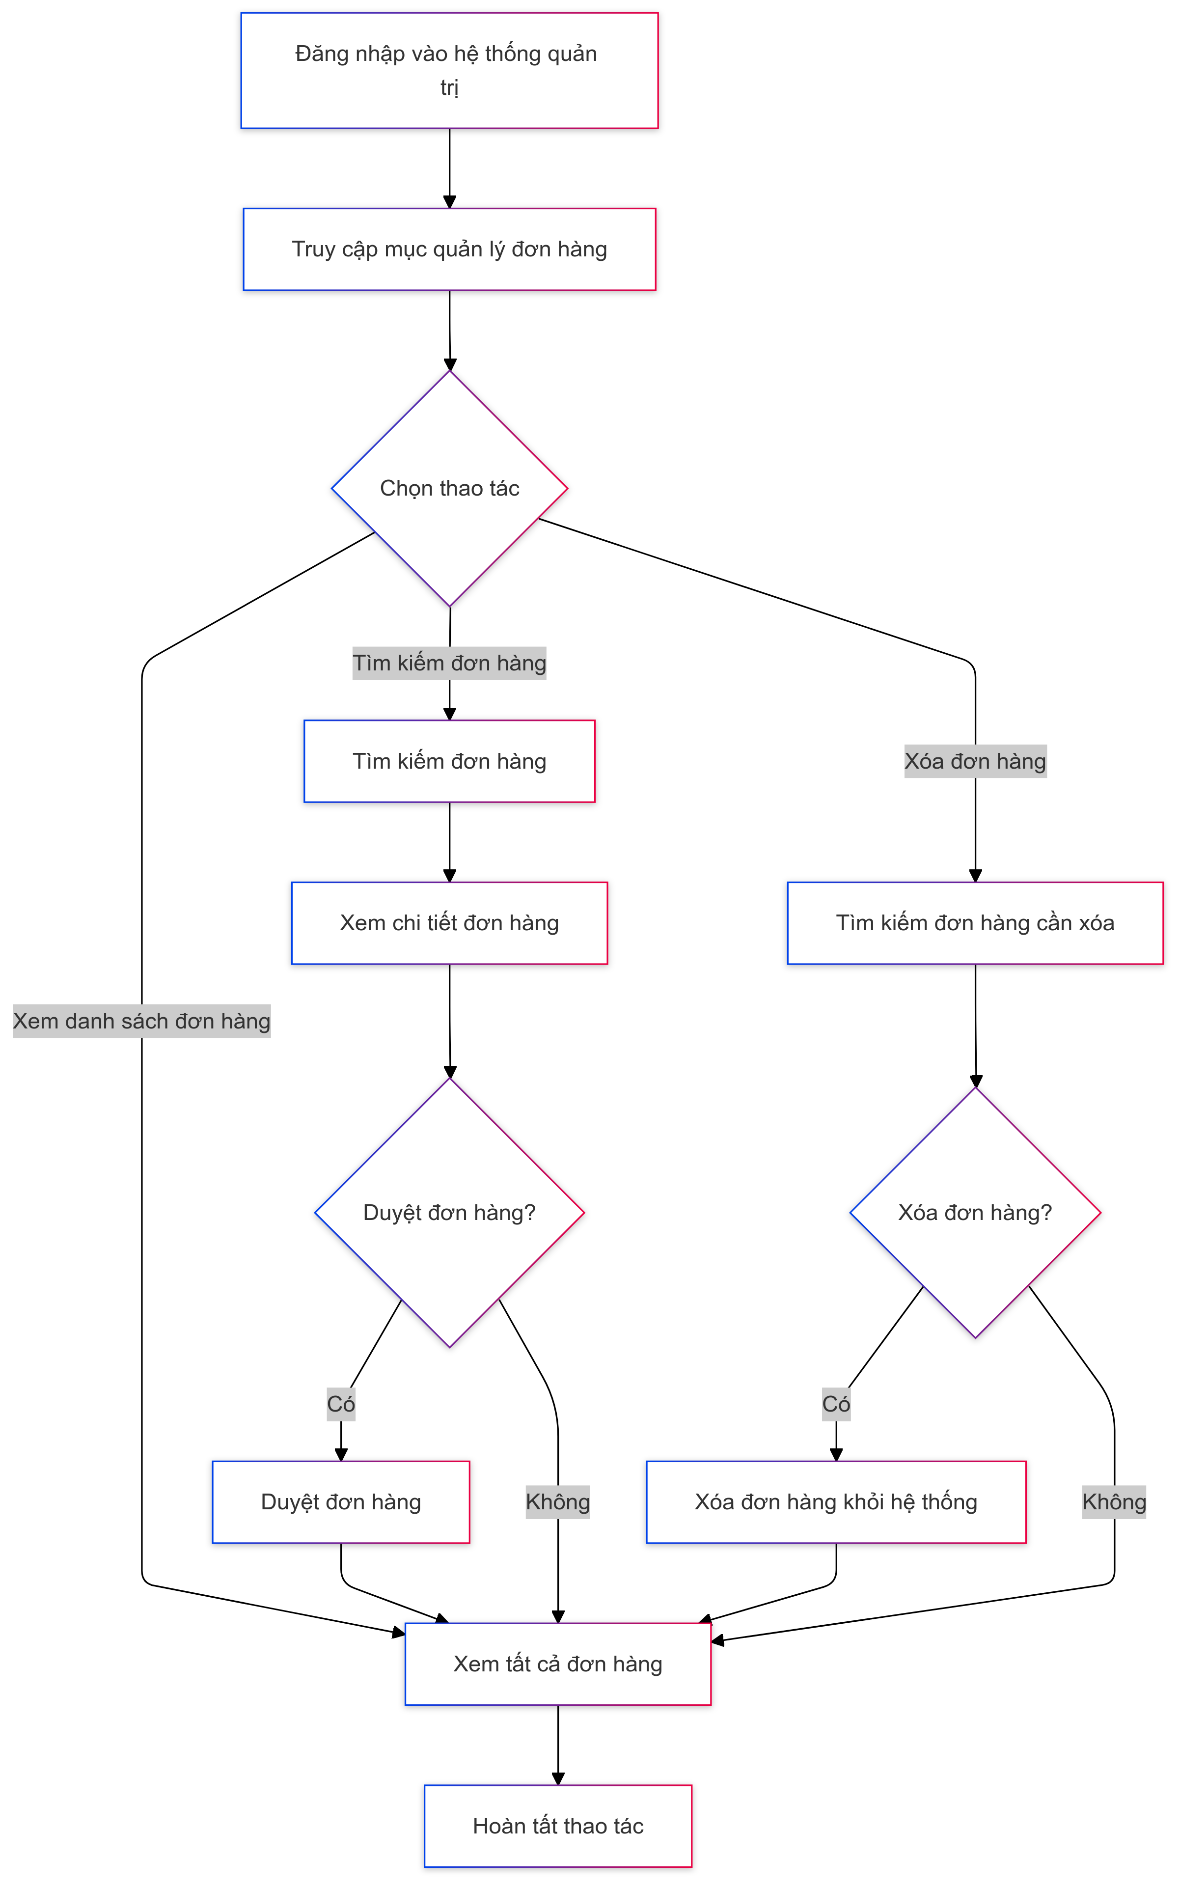 Đăng nhập vào hệ thống quản
trị
Truy cập mục quản lý đơn hàng
Chọn thao tác
Tìm kiếm đơn hàng
Tìm kiếm đơn hàng
Xóa đơn hàng
Xem chi tiết đơn hàng
Tìm kiếm đơn hàng cần xóa
Xem danh sách đơn hàng
Duyệt đơn hàng?
Xóa đơn hàng?
Có
Có
Duyệt đơn hàng
Không
Xóa đơn hàng khỏi hệ thống
Không
Xem tất cả đơn hàng
Hoàn tất thao tác